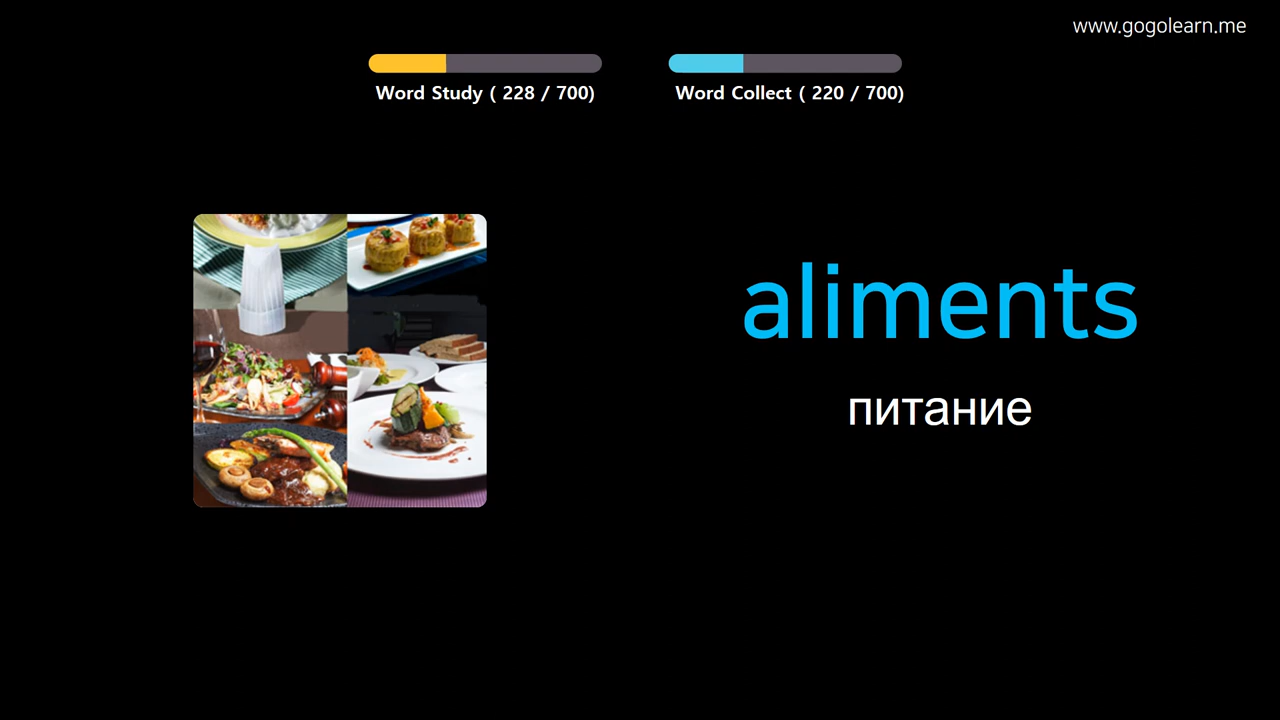 www.gogolearn.me
Word Study ( 228 / 700)
Word Collect ( 220 / 700)
aliments
питание